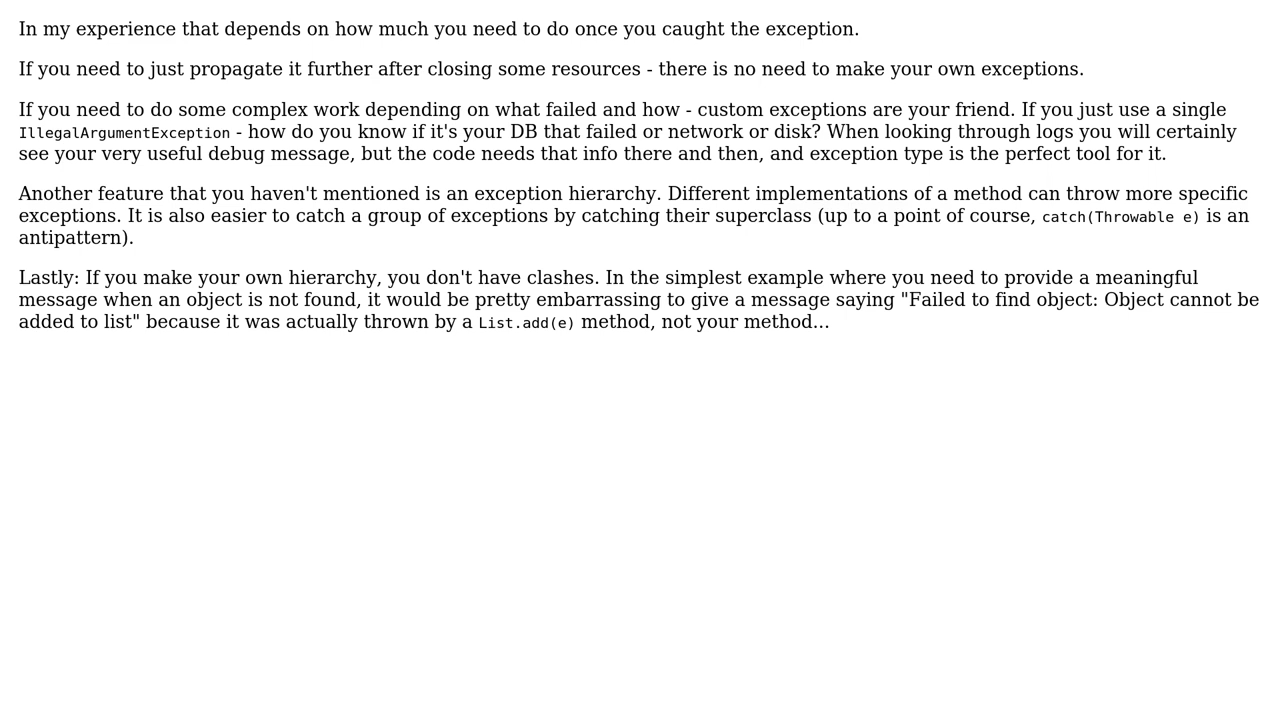 In my experience that depends on how much you need to do once you caught the exception.
If you need to just propagate it further after closing some resources - there is no need to make your own exceptions.
If you need to do some complex work depending on what failed and how - custom exceptions are your friend. If you just use a single
IllegalArgumentException - how do you know if it's your DB that failed or network or disk? When looking through logs you will certainly
see your very useful debug message, but the code needs that info there and then, and exception type is the perfect tool for it.
Another feature that you haven't mentioned is an exception hierarchy. Different implementations of a method can throw more specific
exceptions. It is also easier to catch a group of exceptions by catching their superclass (up to a point of course, catch(Throwable e) is an
antipattern).
Lastly: If you make your own hierarchy, you don't have clashes. In the simplest example where you need to provide a meaningful
message when an object is not found, it would be pretty embarrassing to give a message saying "Failed to find object: Object cannot be
added to list" because it was actually thrown by a List.add(e) method, not your method...